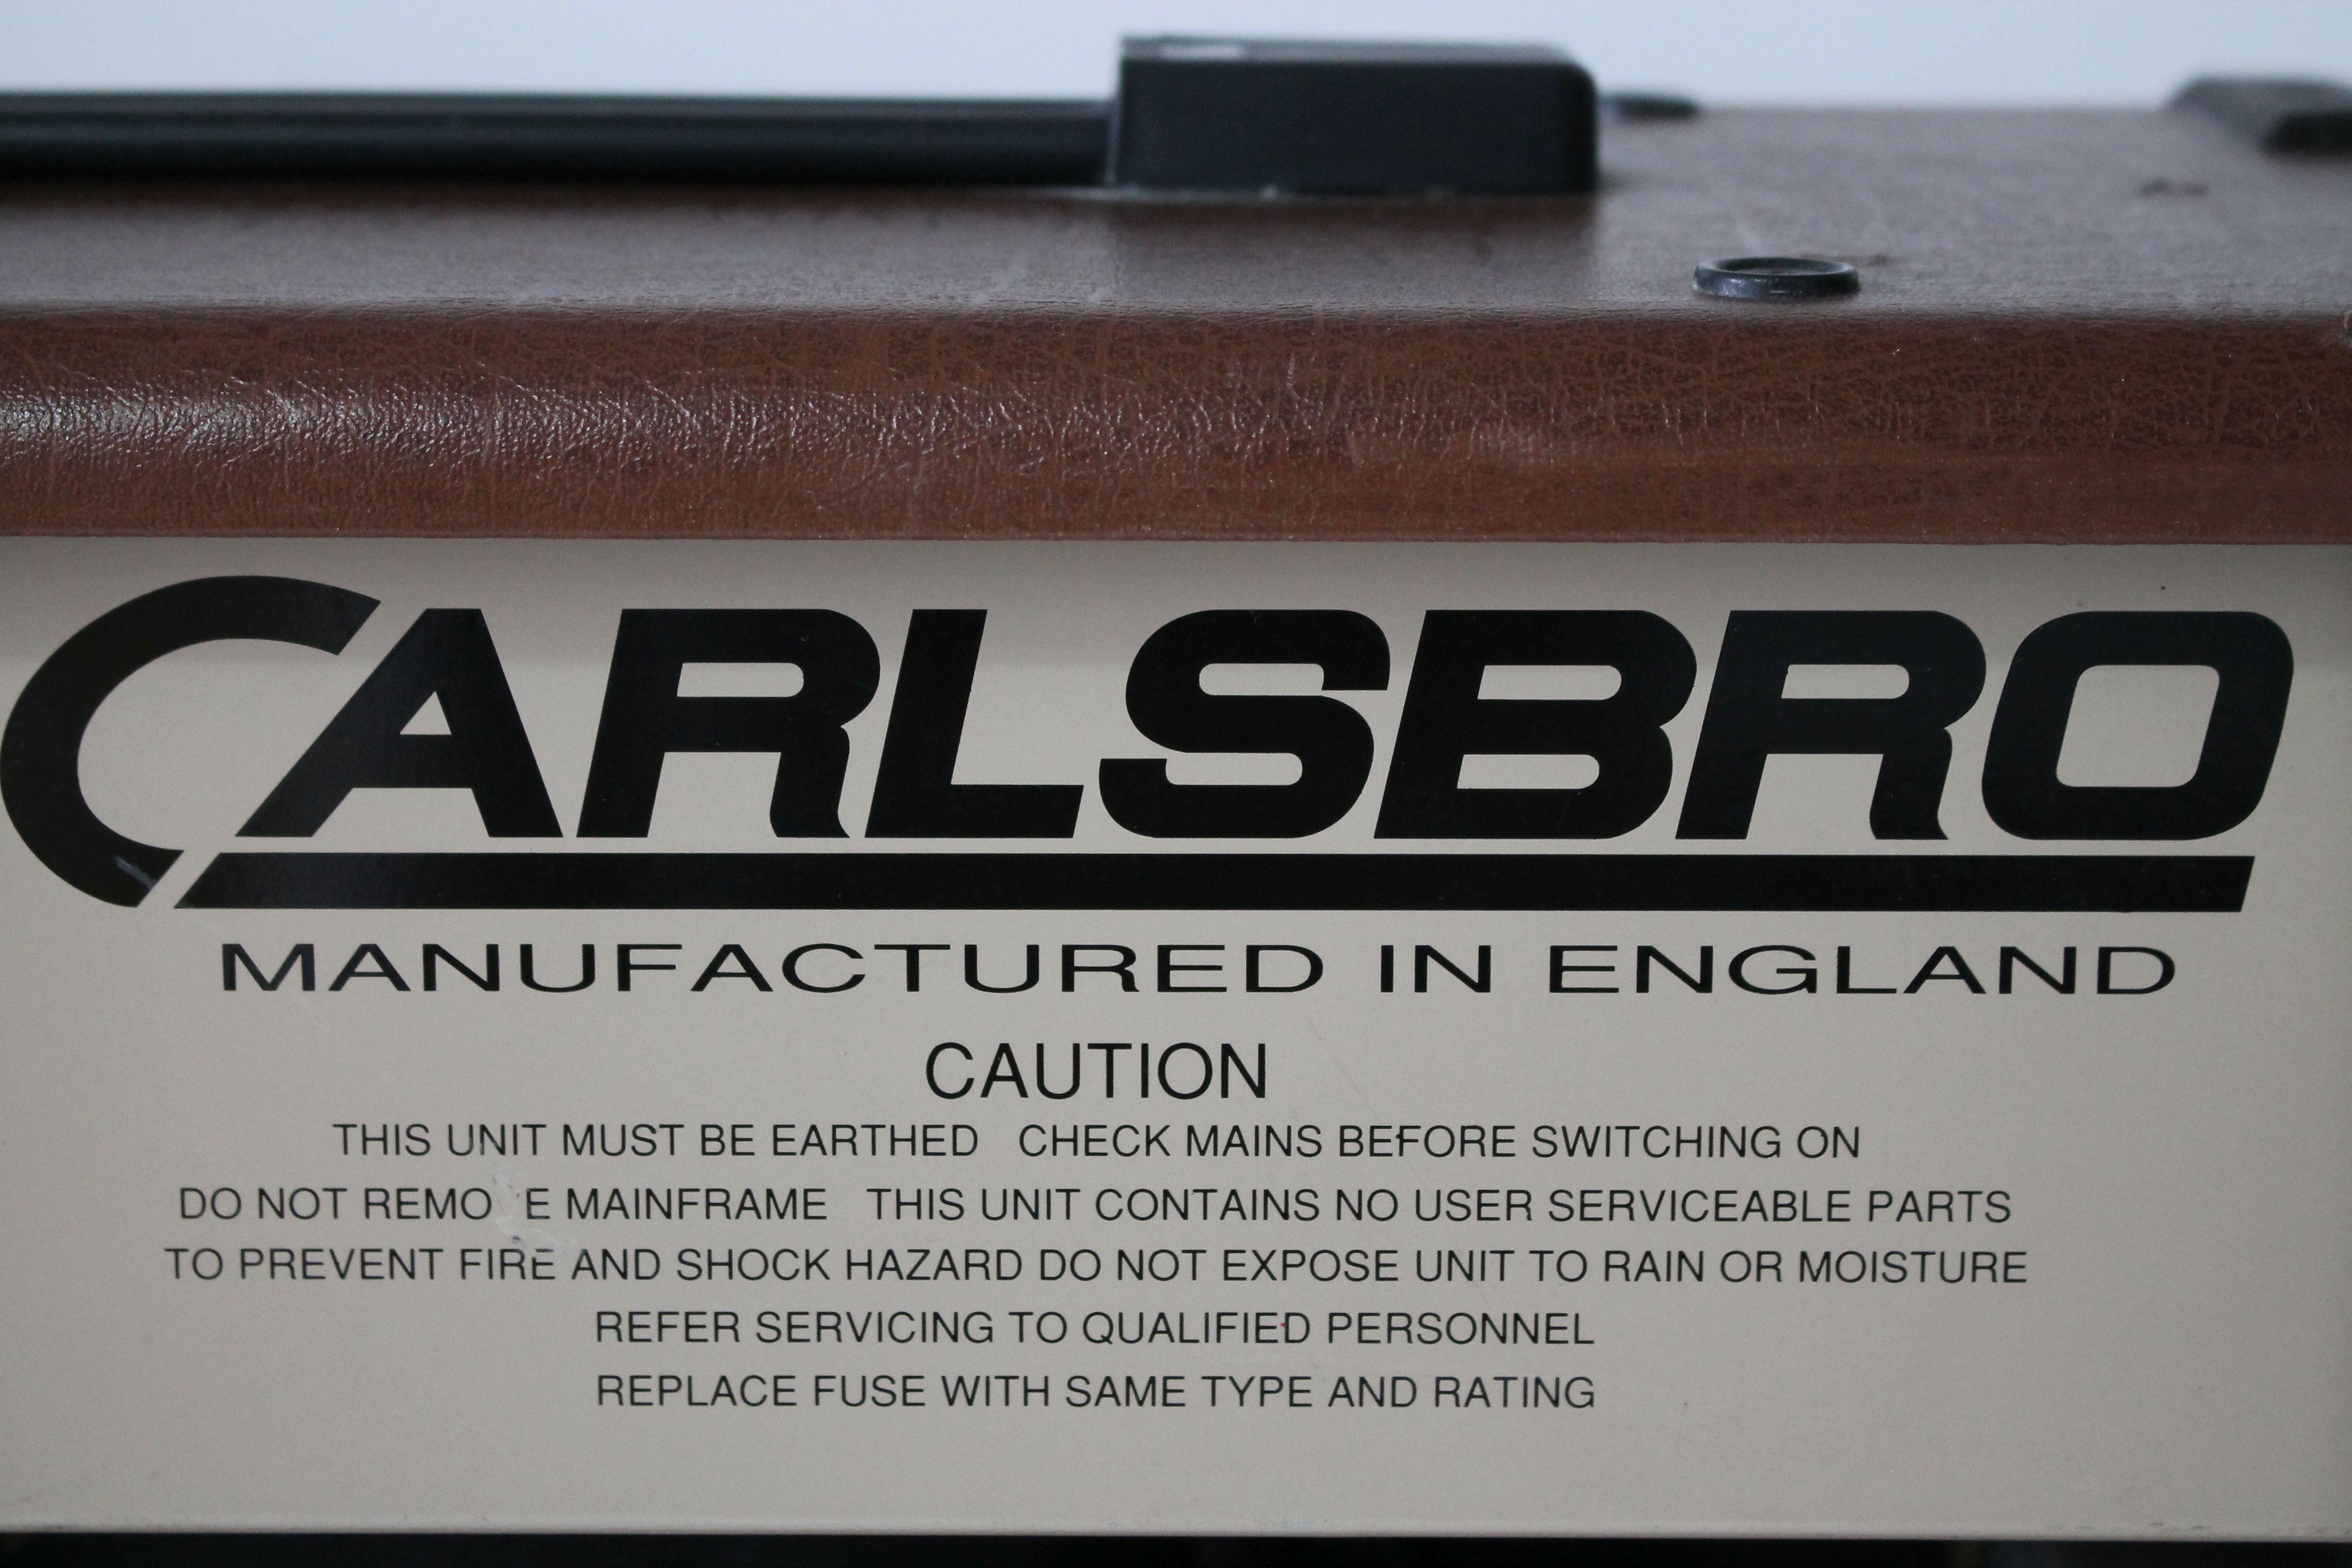 CARLSBRO
MANUFACTURED IN ENGLAND
CAUTION
THIS UNIT MUST BE EARTHED CHECK MAINS BEFORE SWITCHING ON
DO NOT REMO E MAINFRAME THIS UNIT CONTAINS NO USER SERVICEABLE PARTS
TO PREVENT FIRE AND SHOCK HAZARD DO NOT EXPOSE UNIT TO RAIN OR MOISTURE
REFER SERVICING TO QUALIFIED PERSONNEL
REPLACE FUSE WITH SAME TYPE AND RATING